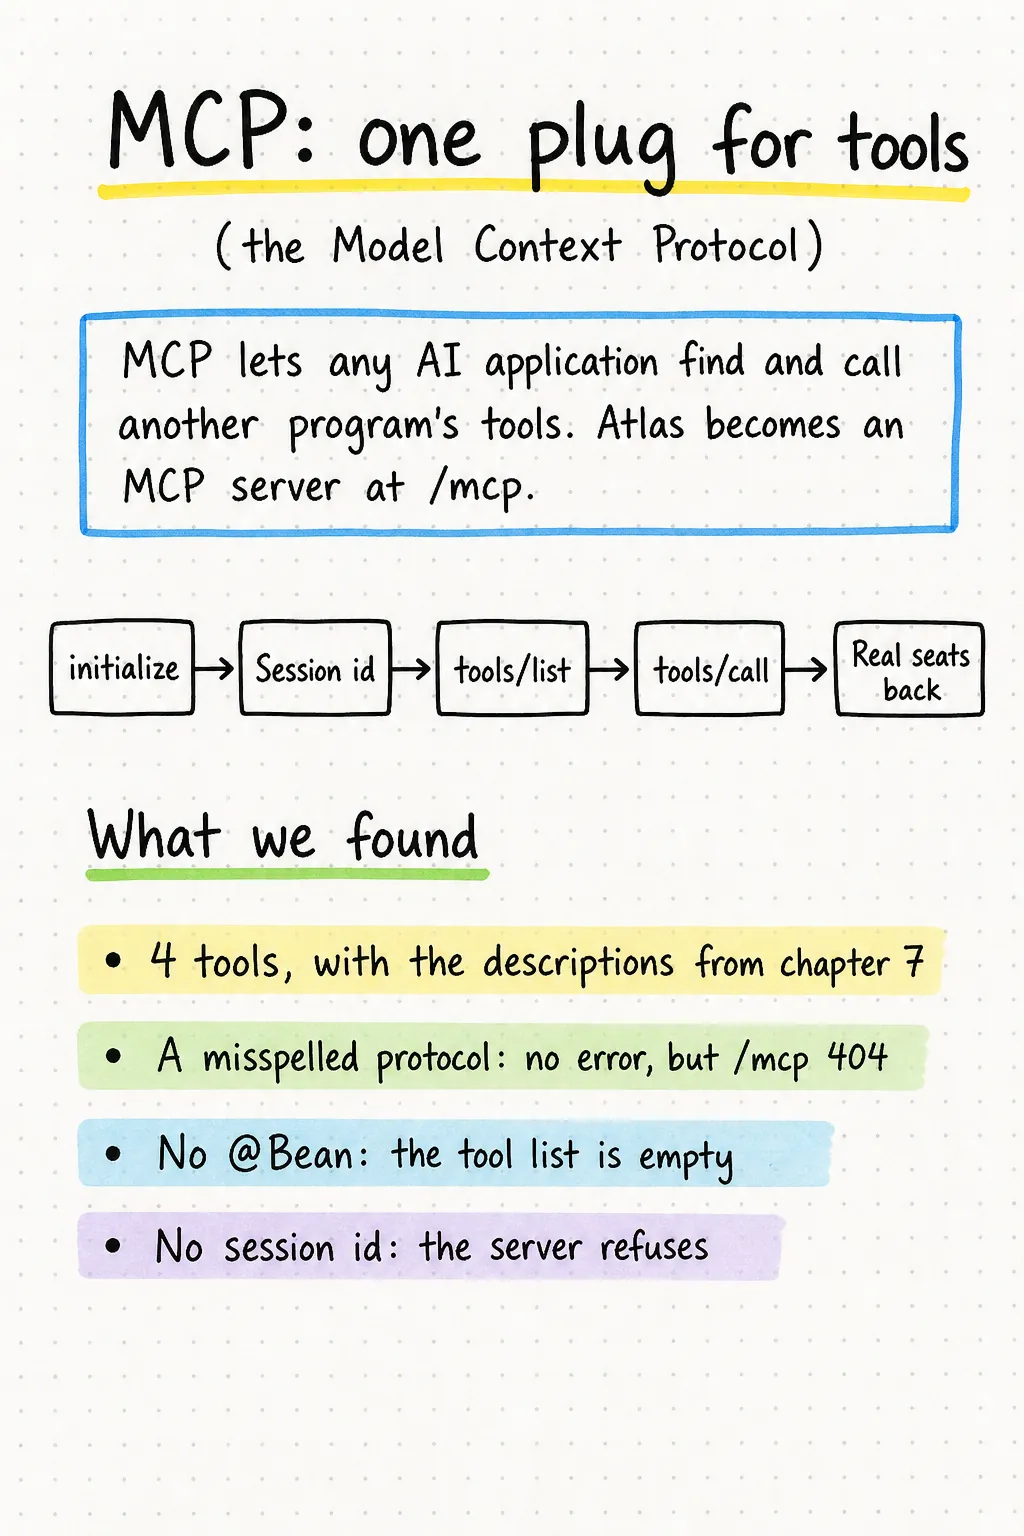 MCP: one plug for tools
(the Model Context Protocol)
MCP lets any AI application find and call
another program's tools. Atlas becomes an
MCP server at /mcp.
initialize
Session id
tools/list
tools/call
Real seats
back
What we found
• 4 tools, with the descriptions from chapter 7
• A misspelled protocol: no error, but /mcp 404
• No @Bean: the tool list is empty
• No session id: the server refuses